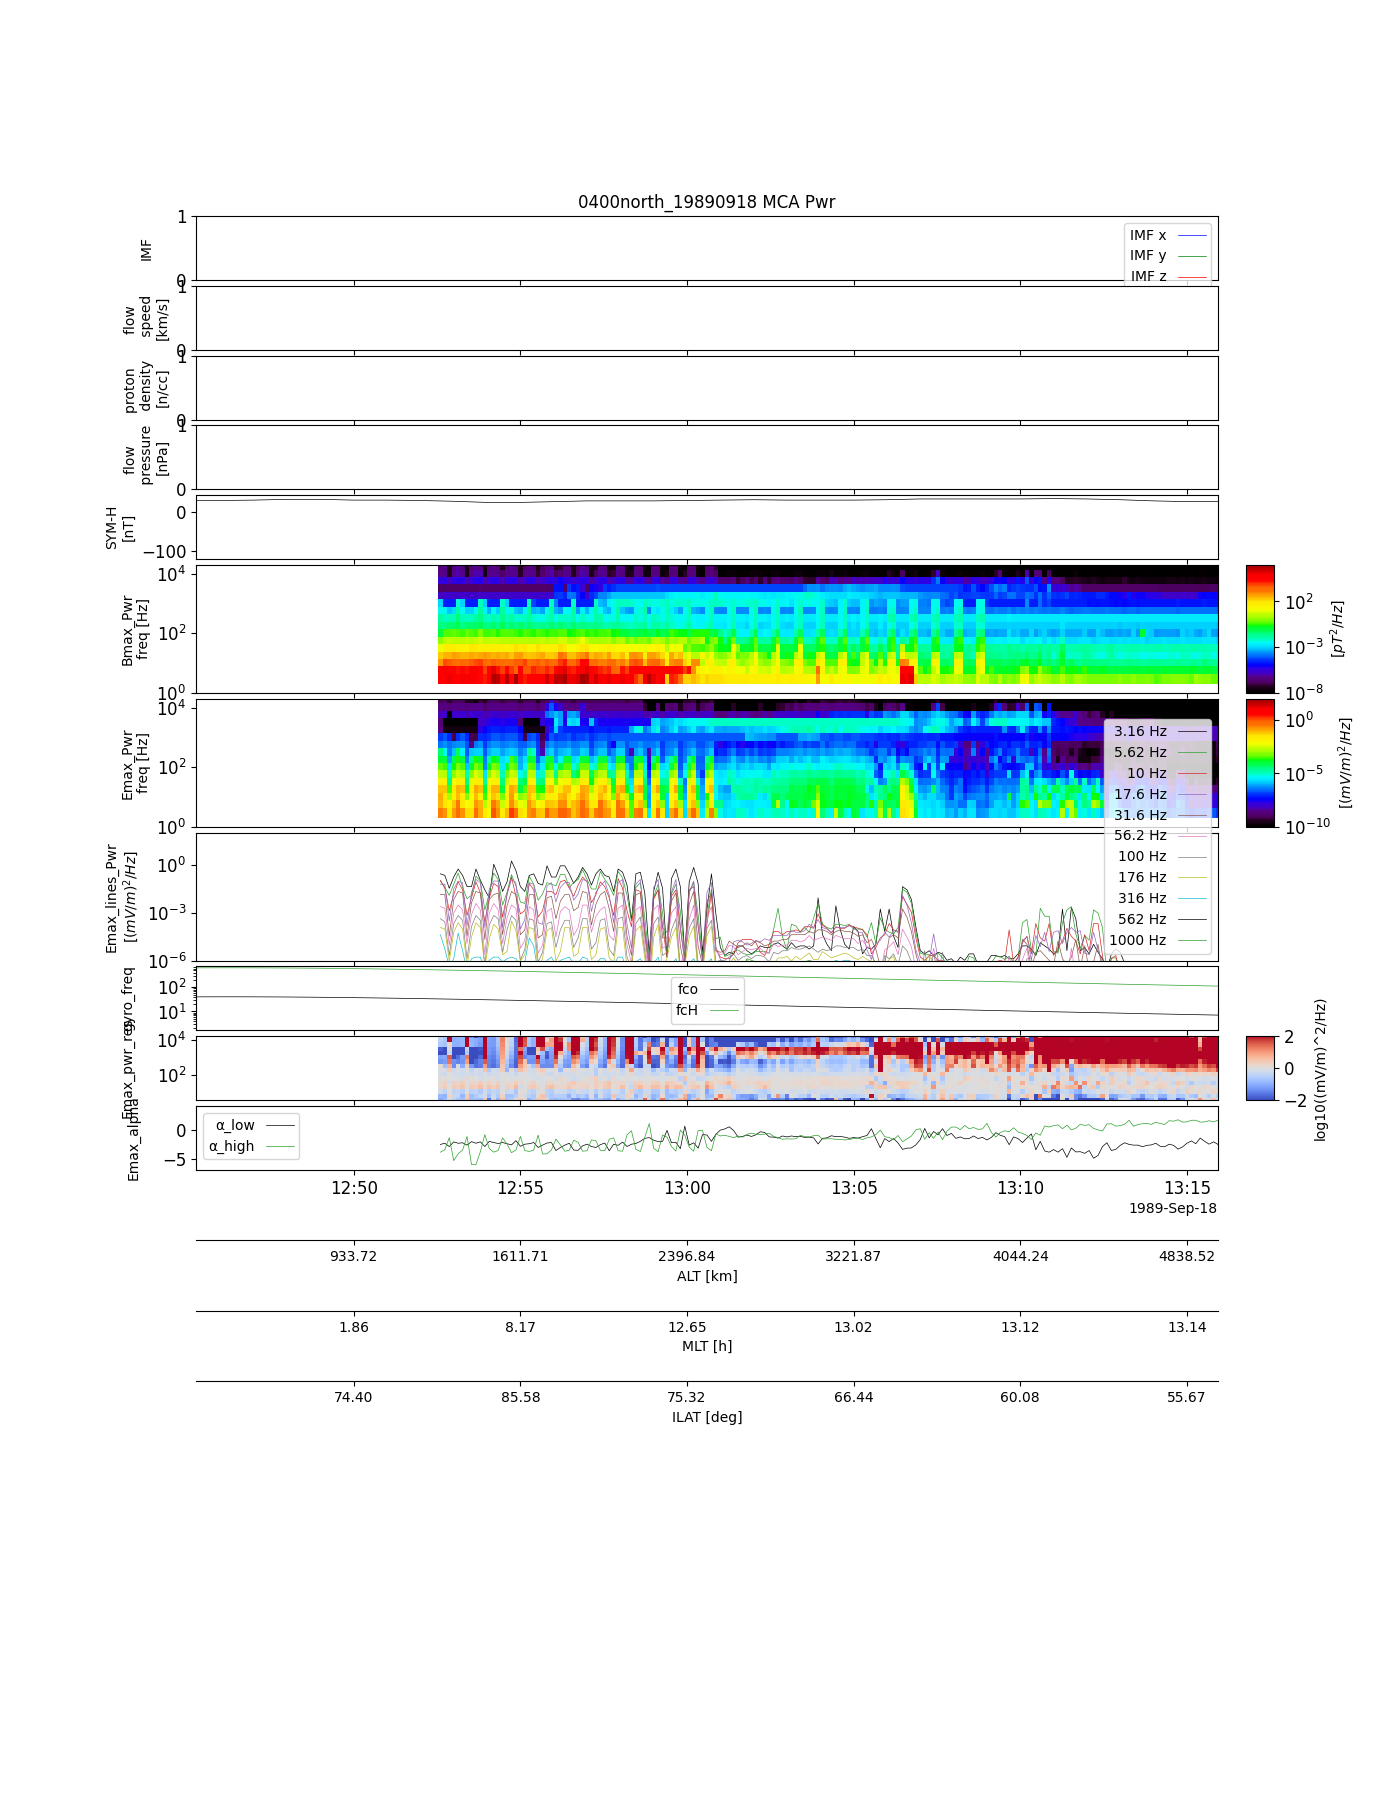 0400north_19890918 MCA Pwr
1
0
IMF
IMF x
IMF y
IMF z
1
0
flow
speed
[km/s]
1
0
proton
density
[n/cc]
1
0
flow
pressure
[nPa]
0
−100
SYM-H
[nT]
10^4
10^2
10^0
Bmax_Pwr
freq [Hz]
10^2
10^−3
10^−8
[pT^2/Hz]
10^4
10^2
10^0
Emax_Pwr
freq [Hz]
10^0
10^−5
10^−10
[(mV/m)^2/Hz]
3.16 Hz
5.62 Hz
10 Hz
17.6 Hz
31.6 Hz
56.2 Hz
100 Hz
176 Hz
316 Hz
562 Hz
1000 Hz
10^0
10^−3
10^−6
Emax_lines_Pwr
[(mV/m)^2/Hz]
10^2
10^1
fco
fcH
10^4
10^2
2
0
−2
log10((mV/m)^2/Hz)
0
−5
Emax_alpha
α_low
α_high
12:50 12:55 13:00 13:05 13:10 13:15
1989-Sep-18
933.72 1611.71 2396.84 3221.87 4044.24 4838.52
ALT [km]
1.86 8.17 12.65 13.02 13.12 13.14
MLT [h]
74.40 85.58 75.32 66.44 60.08 55.67
ILAT [deg]